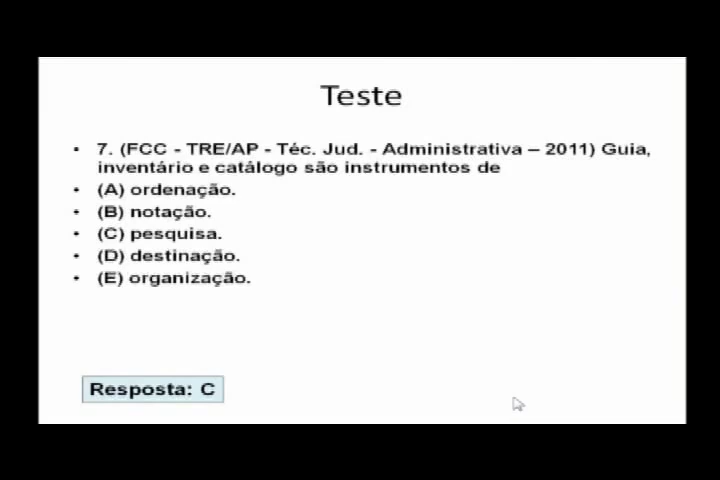 Teste
• 7. (FCC - TRE/AP - Téc. Jud. - Administrativa – 2011) Guia,
inventário e catálogo são instrumentos de
• (A) ordenação.
• (B) notação.
• (C) pesquisa.
• (D) destinação.
• (E) organização.
Resposta: C